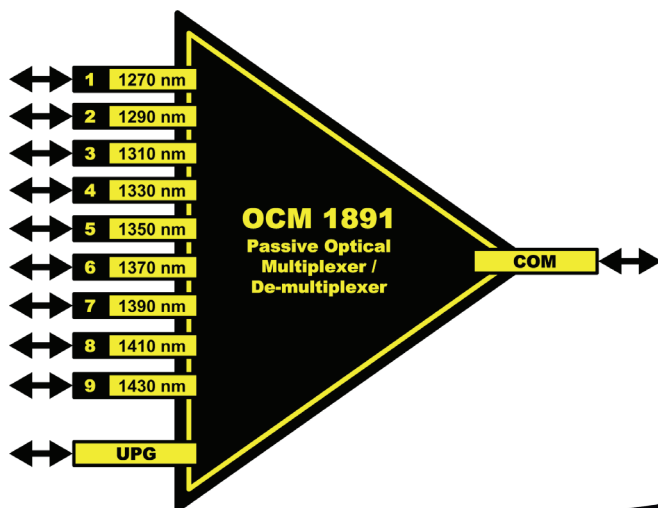 1 1270 nm
2 1290 nm
3 1310 nm
4 1330 nm
5 1350 nm
6 1370 nm
7 1390 nm
8 1410 nm
9 1430 nm
UPG
OCM 1891
Passive Optical
Multiplexer /
De-multiplexer
COM